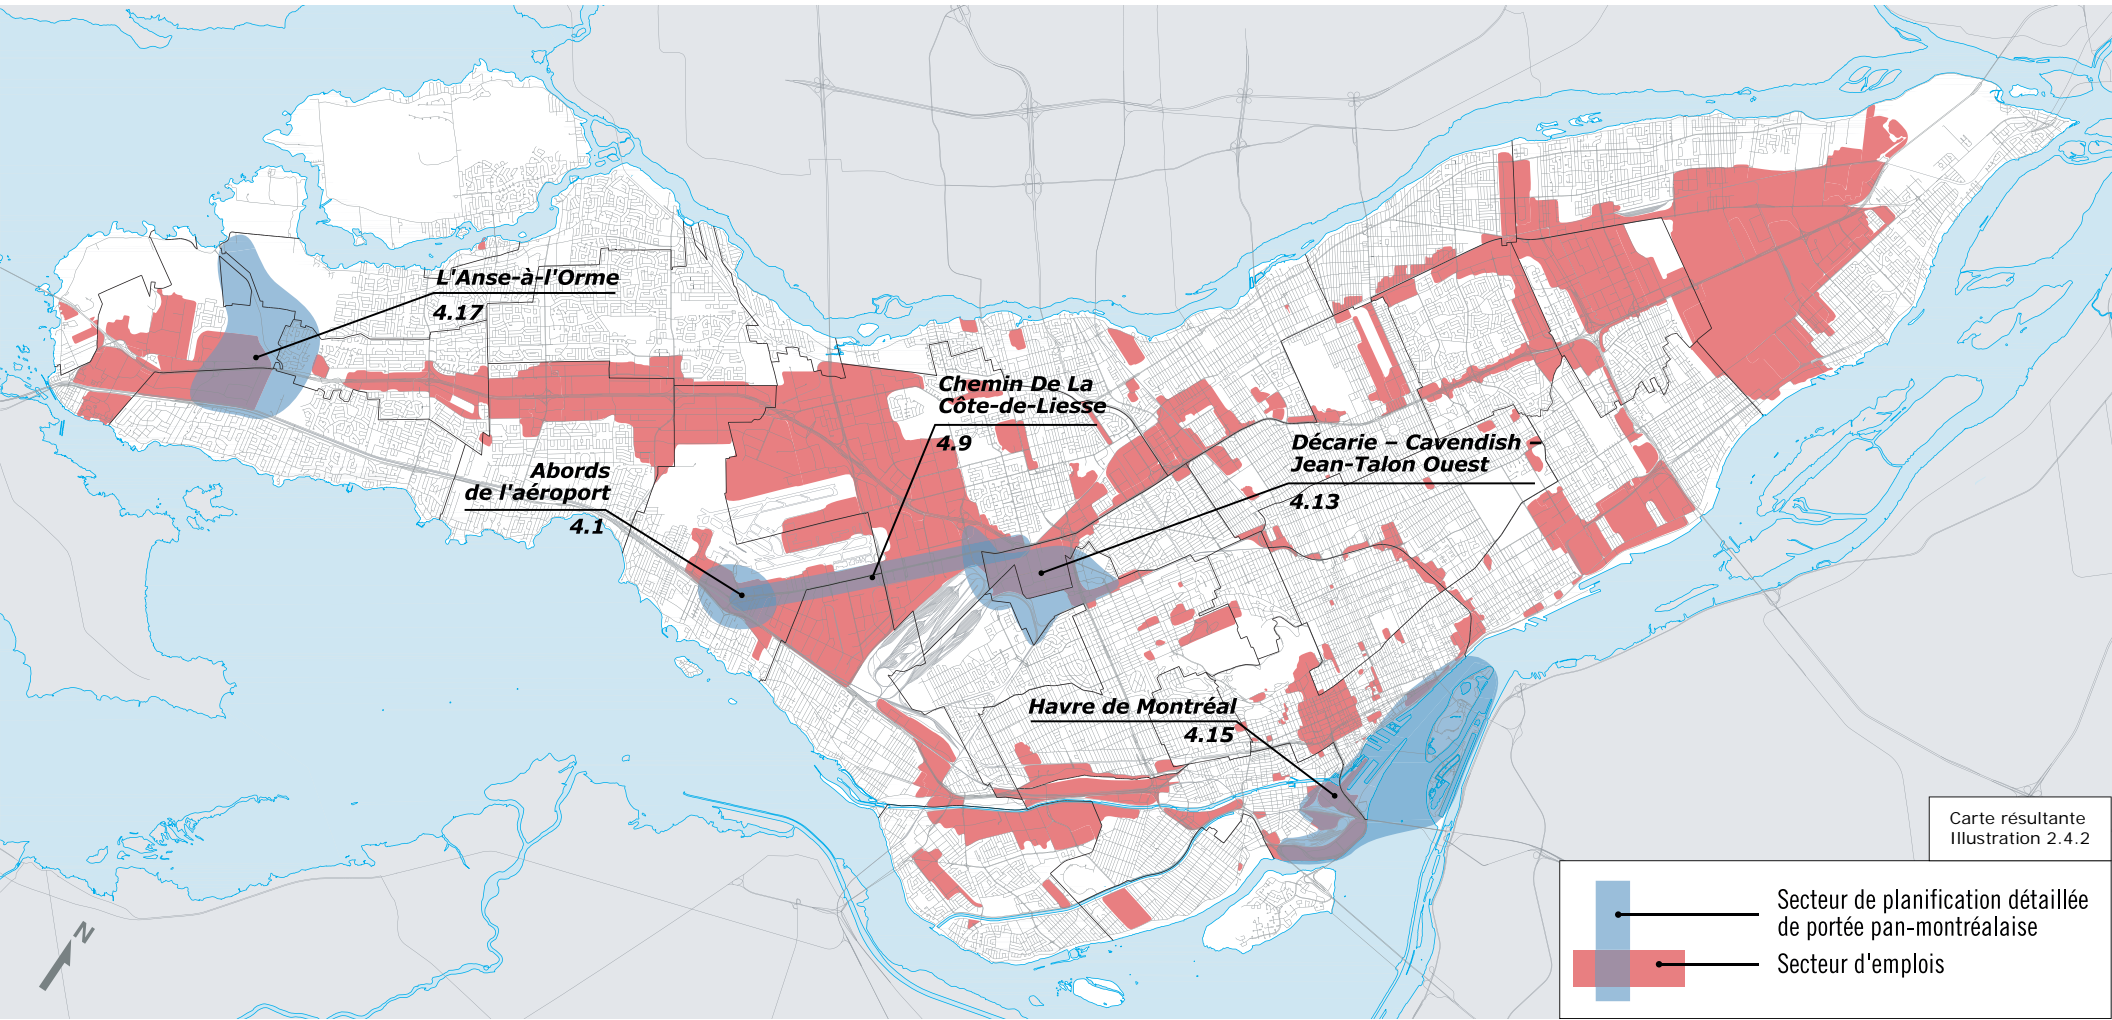 L'Anse-à-l'Orme
4.17
Chemin De La
Côte-de-Liesse
4.9
Décarie – Cavendish –
Jean-Talon Ouest
4.13
Abords
de l'aéroport
4.1
Havre de Montréal
4.15
Carte résultante
Illustration 2.4.2
Secteur de planification détaillée
de portée pan-montréalaise
Secteur d'emplois
N